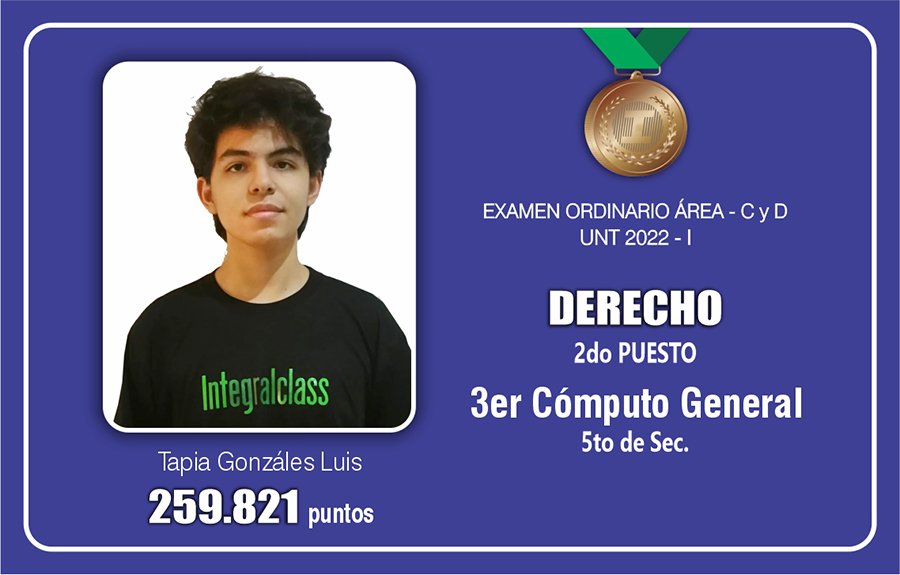 EXAMEN ORDINARIO ÁREA - C y D
UNT 2022 - I
DERECHO
2do PUESTO
3er Cómputo General
5to de Sec.
Integralclass
Tapia Gonzáles Luis
259.821 puntos